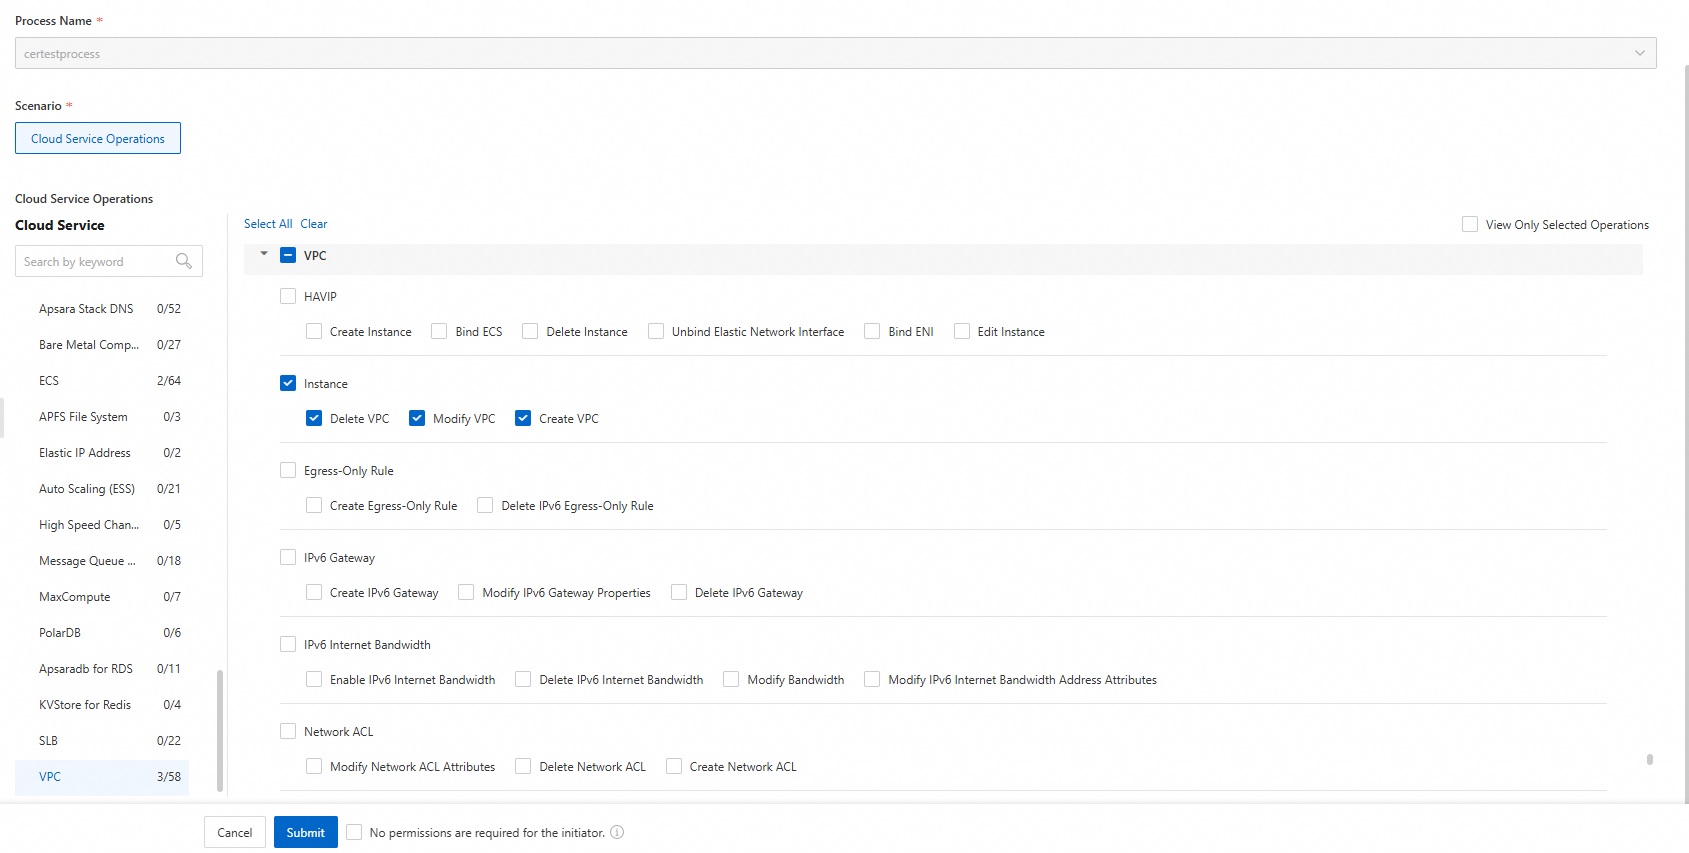 Process Name *
certestprocess
Scenario *
Cloud Service Operations
Cloud Service Operations
Cloud Service
Search by keyword
Apsara Stack DNS 0/52
Bare Metal Comp... 0/27
ECS 2/64
APFS File System 0/3
Elastic IP Address 0/2
Auto Scaling (ESS) 0/21
High Speed Chan... 0/5
Message Queue ... 0/18
MaxCompute 0/7
PolarDB 0/6
Apsaradb for RDS 0/11
KVStore for Redis 0/4
SLB 0/22
VPC 3/58
Select All Clear
View Only Selected Operations
VPC
HAVIP
Create Instance Bind ECS Delete Instance Unbind Elastic Network Interface Bind ENI Edit Instance
Instance
Delete VPC Modify VPC Create VPC
Egress-Only Rule
Create Egress-Only Rule Delete IPv6 Egress-Only Rule
IPv6 Gateway
Create IPv6 Gateway Modify IPv6 Gateway Properties Delete IPv6 Gateway
IPv6 Internet Bandwidth
Enable IPv6 Internet Bandwidth Delete IPv6 Internet Bandwidth Modify Bandwidth Modify IPv6 Internet Bandwidth Address Attributes
Network ACL
Modify Network ACL Attributes Delete Network ACL Create Network ACL
Cancel Submit No permissions are required for the initiator.